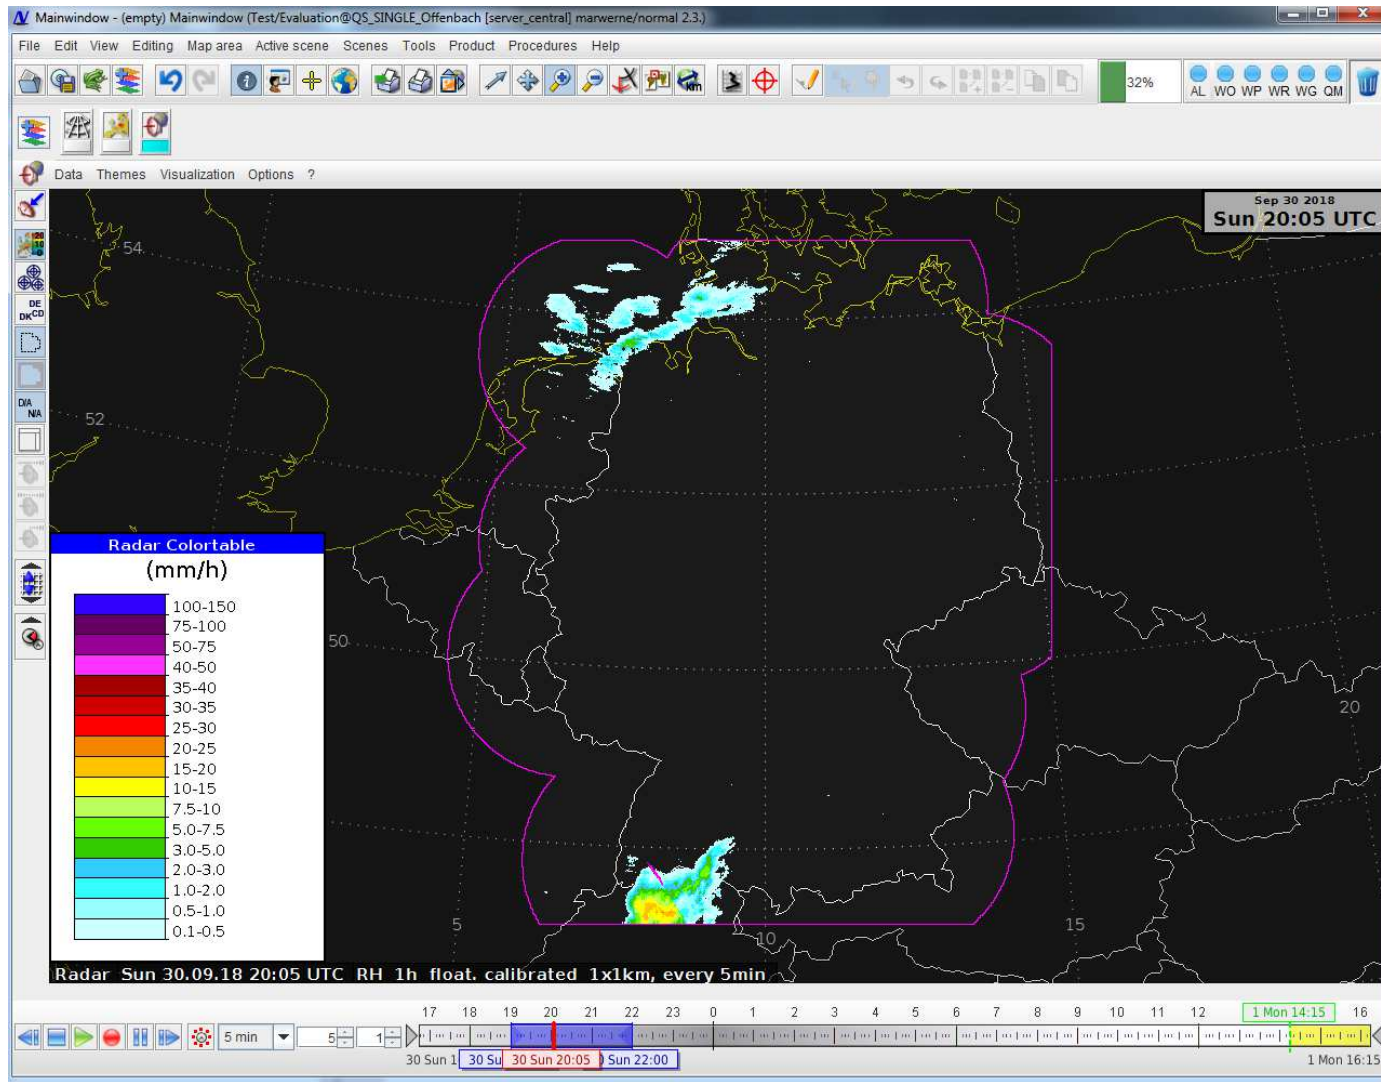 Mainwindow - (empty) Mainwindow (Test/Evaluation@QS_SINGLE_Offenbach [server_central] marwerne/normal 2.3.)
File Edit View Editing Map area Active scene Scenes Tools Product Procedures Help
32%
AL WO WP WR WG QM
Data Themes Visualization Options ?
Sep 30 2018
Sun 20:05 UTC
54
DE
DK CD
D/A
N/A
52
Radar Colortable
(mm/h)
100-150
75-100
50-75
40-50
35-40
30-35
25-30
20-25
15-20
10-15
7.5-10
5.0-7.5
3.0-5.0
2.0-3.0
1.0-2.0
0.5-1.0
0.1-0.5
50
20
5
10
15
Radar Sun 30.09.18 20:05 UTC RH 1h float. calibrated 1x1km, every 5min
17 18 19 20 21 22 23 0 1 2 3 4 5 6 7 8 9 10 11 12 1 Mon 14:15 16
5 min 5 1
30 Sun 1 30 Su 30 Sun 20:05 Sun 22:00 1 Mon 16:15